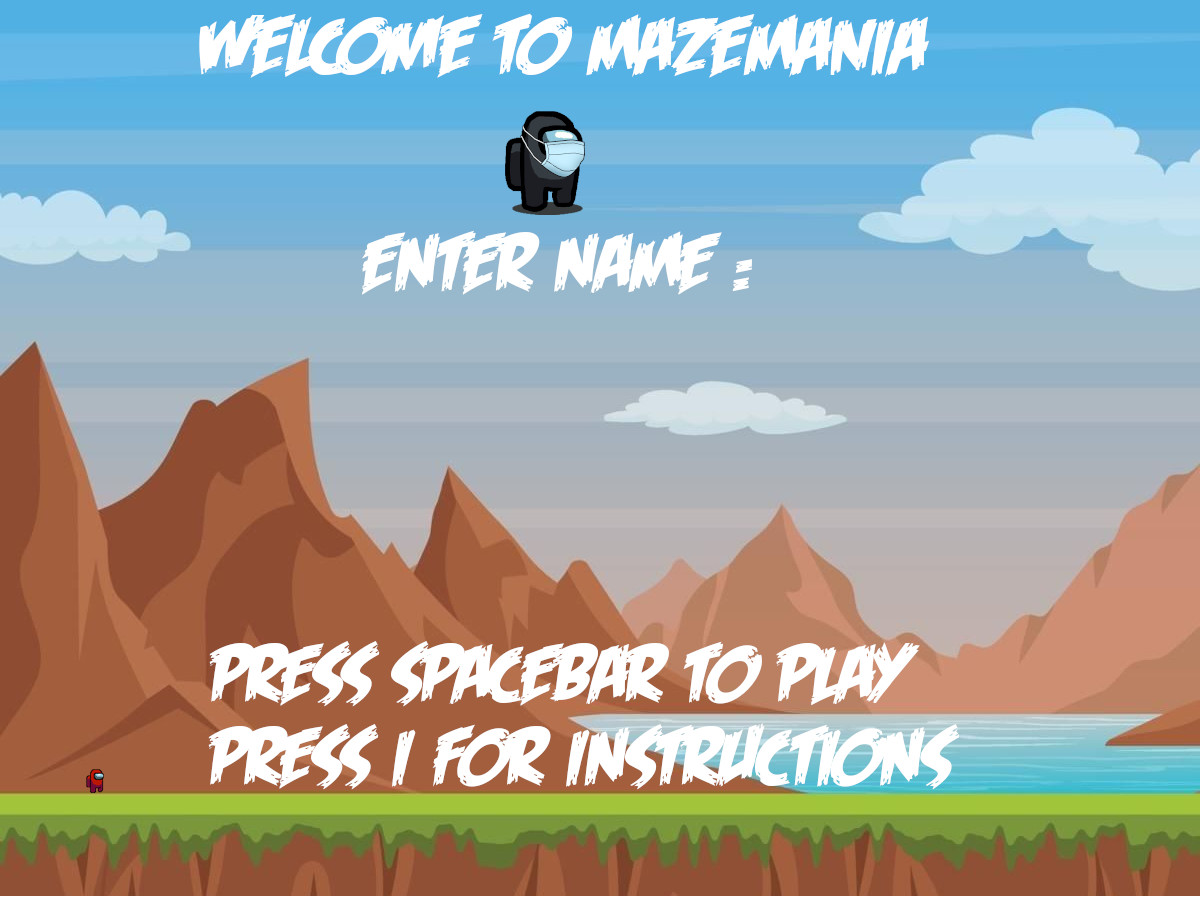 WELCOME TO MAZEMANIA
ENTER NAME :
PRESS SPACEBAR TO PLAY
PRESS I FOR INSTRUCTIONS